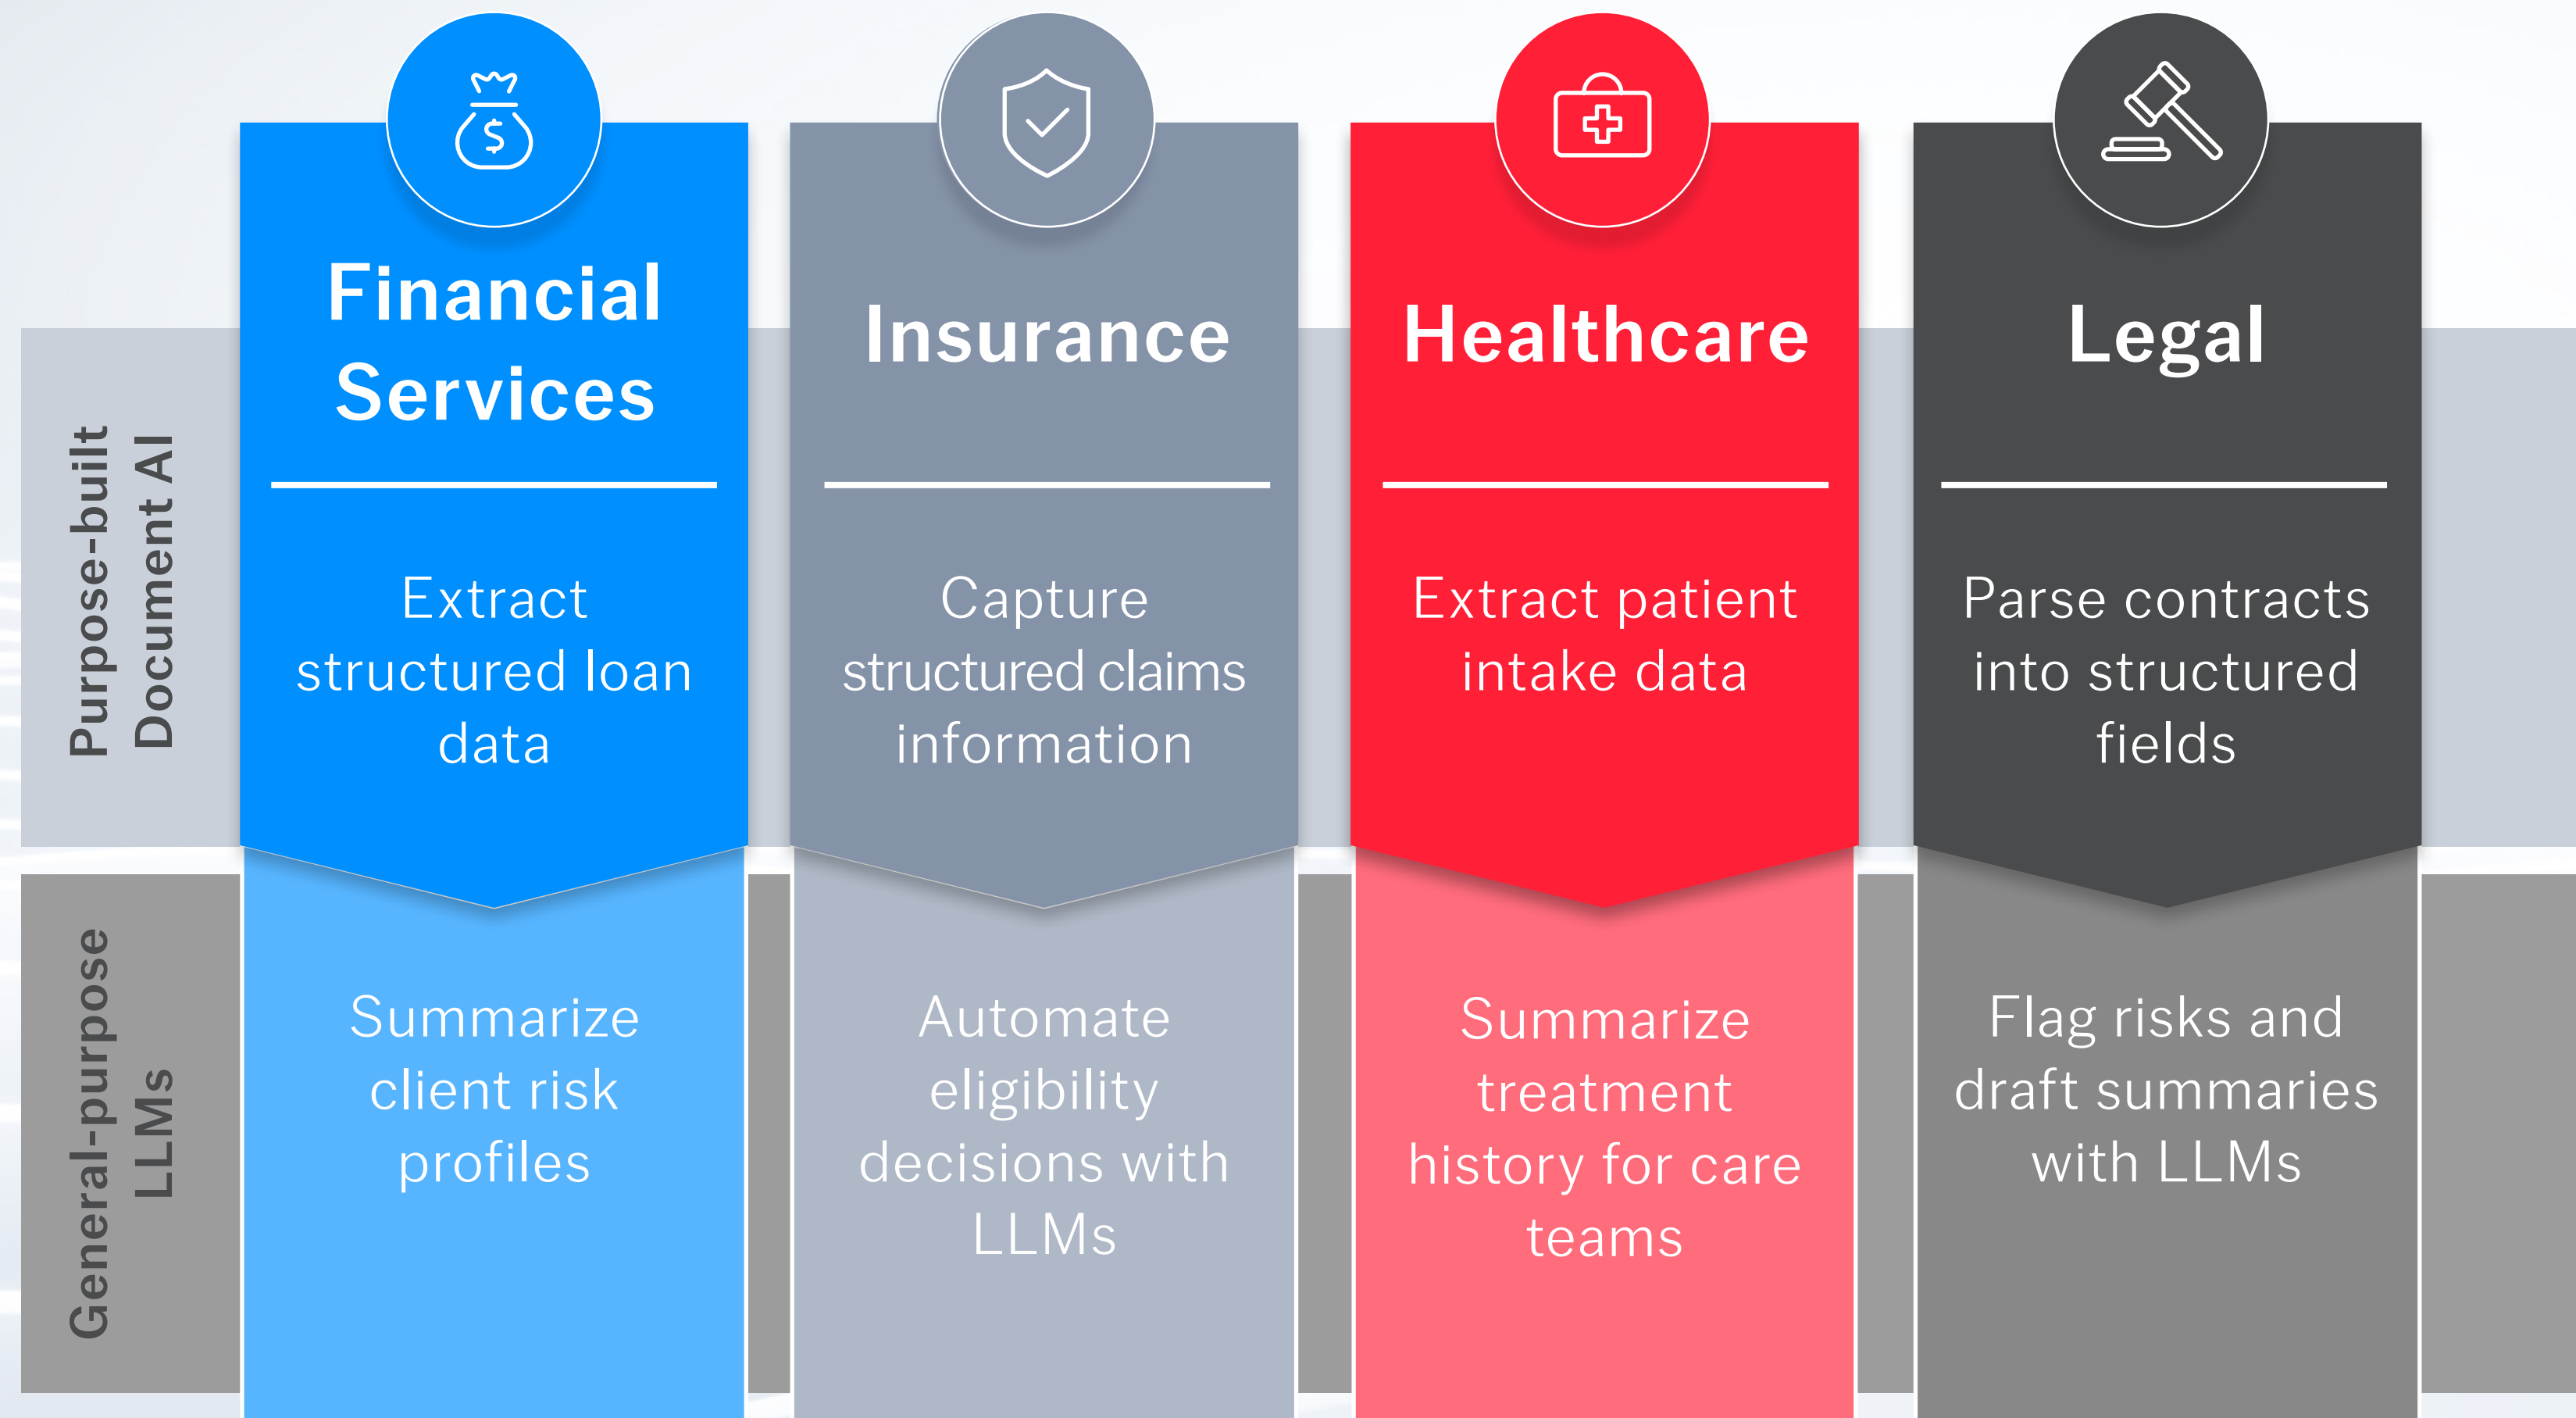 Financial
Services
Insurance
Healthcare
Legal
Purpose-built
Document AI
Extract
structured loan
data
Capture
structured claims
information
Extract patient
intake data
Parse contracts
into structured
fields
General-purpose
LLMs
Summarize
client risk
profiles
Automate
eligibility
decisions with
LLMs
Summarize
treatment
history for care
teams
Flag risks and
draft summaries
with LLMs